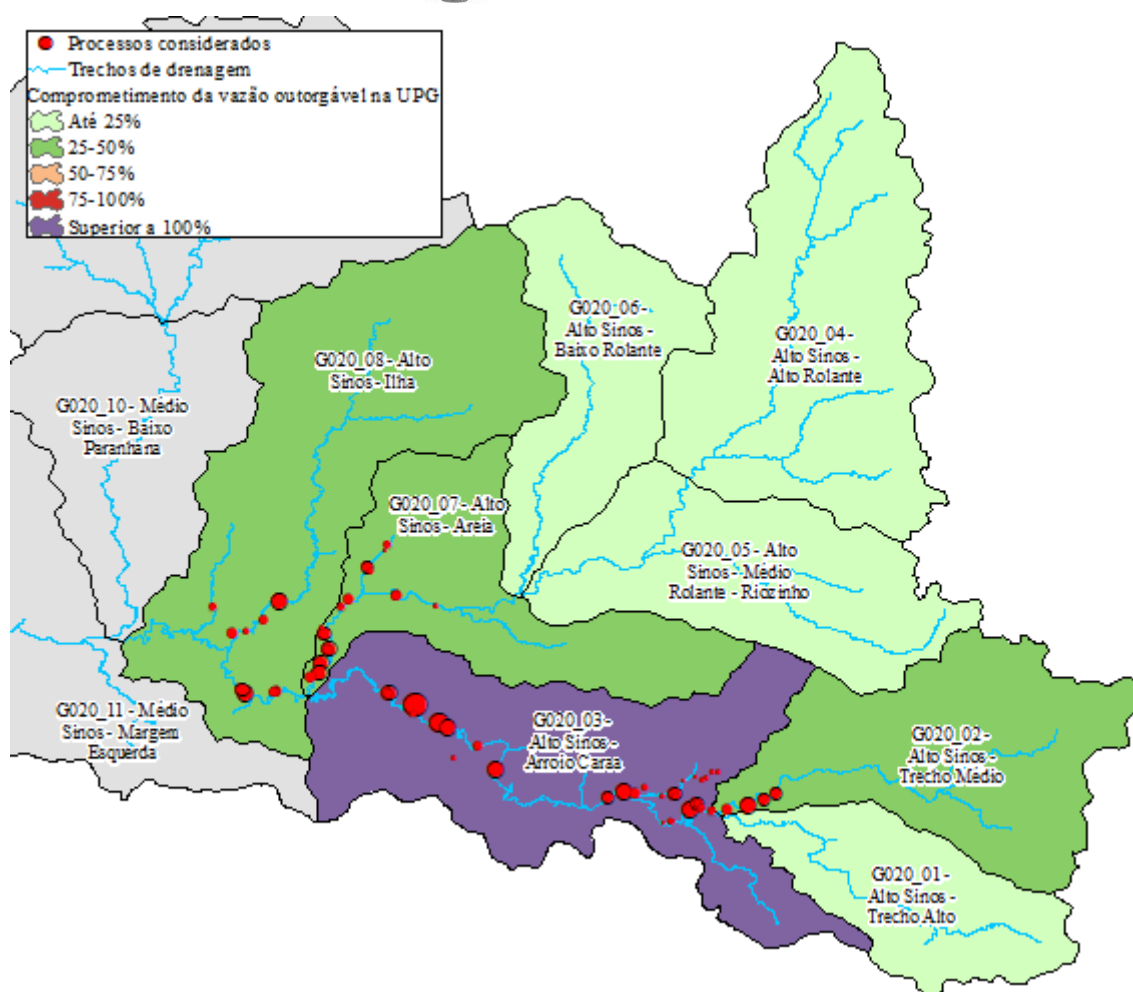 Processos considerados
Trechos de drenagem
Comprometimento da vazão outorgável na UPG
Até 25%
25-50%
50-75%
75-100%
Superior a 100%
G020_06 -
Alto Sinos -
Baixo Rolante
G020_04 -
Alto Sinos -
Alto Rolante
G020_08 - Alto
Sinos - Ilha
G020_10 - Médio
Sinos - Baixo
Paranhana
G020_07 - Alto
Sinos - Areia
G020_05 - Alto
Sinos - Médio
Rolante - Riozinho
G020_11 - Médio
Sinos - Margem
Esquerda
G020_03 -
Alto Sinos -
Arroio Caraá
G020_02 -
Alto Sinos -
Trecho Médio
G020_01 -
Alto Sinos -
Trecho Alto